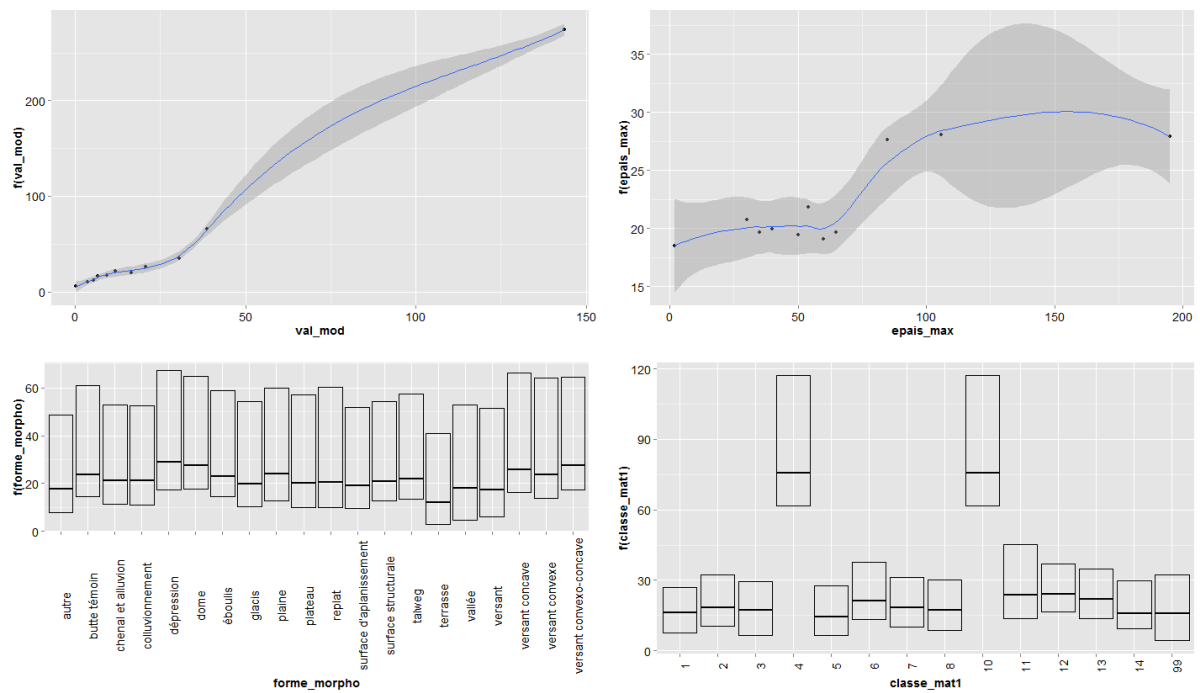 f(val_mod)
200
100
0
0
50
100
150
val_mod
f(epais_max)
35
30
25
20
15
0
50
100
150
200
epais_max
f(forme_morpho)
60
40
20
0
autre
butte témoin
chenal et alluvion
colluvionnement
dépression
dome
éboulis
glacis
plaine
plateau
replat
surface d'aplanissement
surface structurale
talweg
terrasse
vallée
versant
versant concave
versant convexe
versant convexo-concave
forme_morpho
f(classe_mat1)
120
90
60
30
0
1
2
3
4
5
6
7
8
10
11
12
13
14
99
classe_mat1